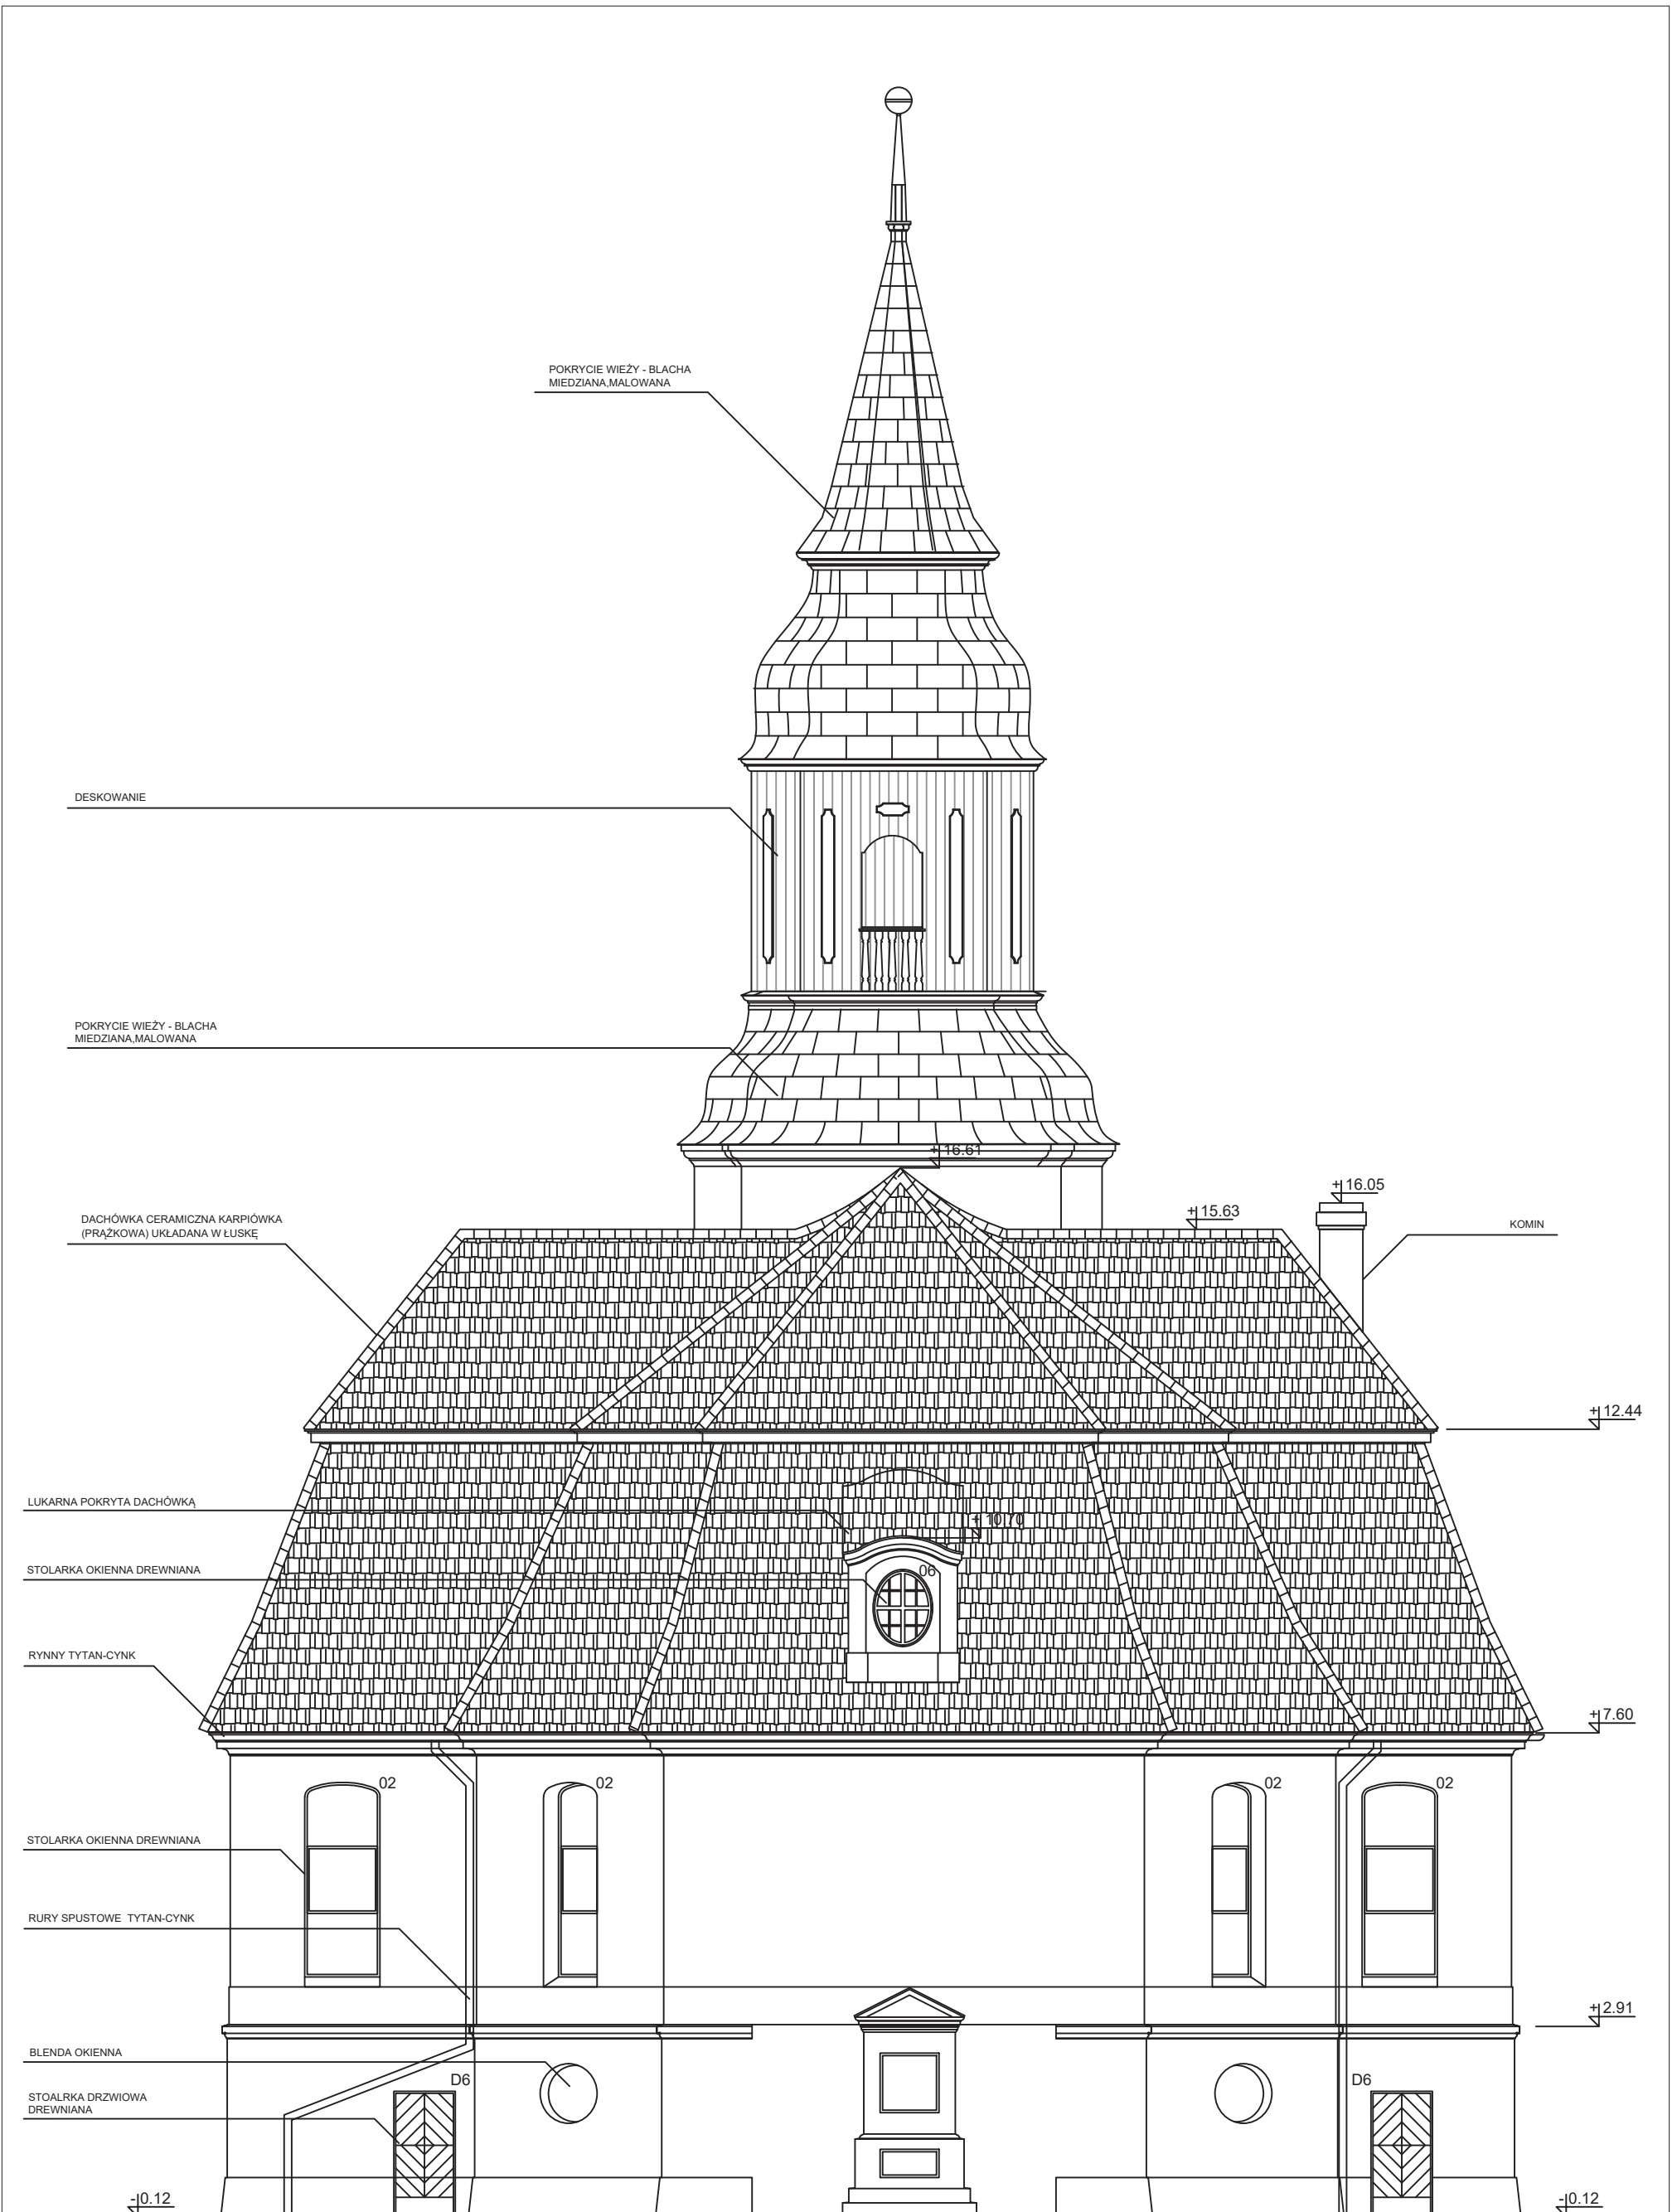 POKRYCIE WIEŻY - BLACHA
MIEDZIANA,MALOWANA
DESKOWANIE
POKRYCIE WIEŻY - BLACHA
MIEDZIANA,MALOWANA
+16.61
+16.05
+15.63
DACHÓWKA CERAMICZNA KARPIÓWKA
(PRĄŻKOWA) UKŁADANA W ŁUSKĘ
KOMIN
+12.44
LUKARNA POKRYTA DACHÓWKĄ
+10.70
STOLARKA OKIENNA DREWNIANA
06
RYNNY TYTAN-CYNK
+7.60
02
02
02
02
STOLARKA OKIENNA DREWNIANA
RURY SPUSTOWE TYTAN-CYNK
+2.91
BLENDA OKIENNA
D6
D6
STOALRKA DRZWIOWA
DREWNIANA
-0.12
-0.12